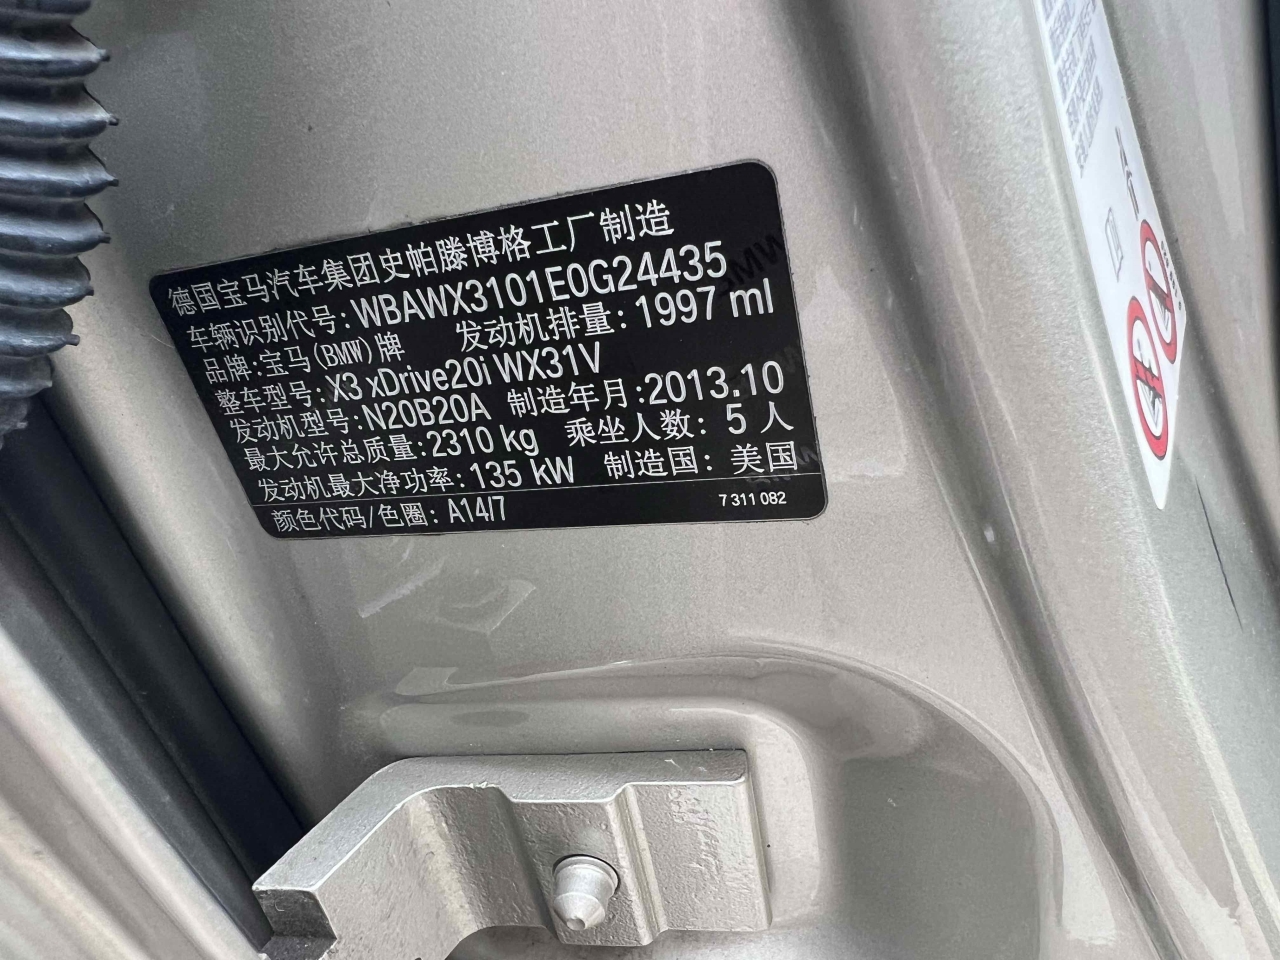 德国宝马汽车集团史帕滕博格工厂制造
车辆识别代号：WBAWX3101E0G24435
品牌：宝马(BMW)牌 发动机排量：1997 ml
整车型号：X3 xDrive20i WX31V
发动机型号：N20B20A 制造年月：2013.10
最大允许总质量：2310 kg 乘坐人数：5 人
发动机最大净功率：135 kW 制造国：美国
颜色代码/色圈：A14/7 7 311 082